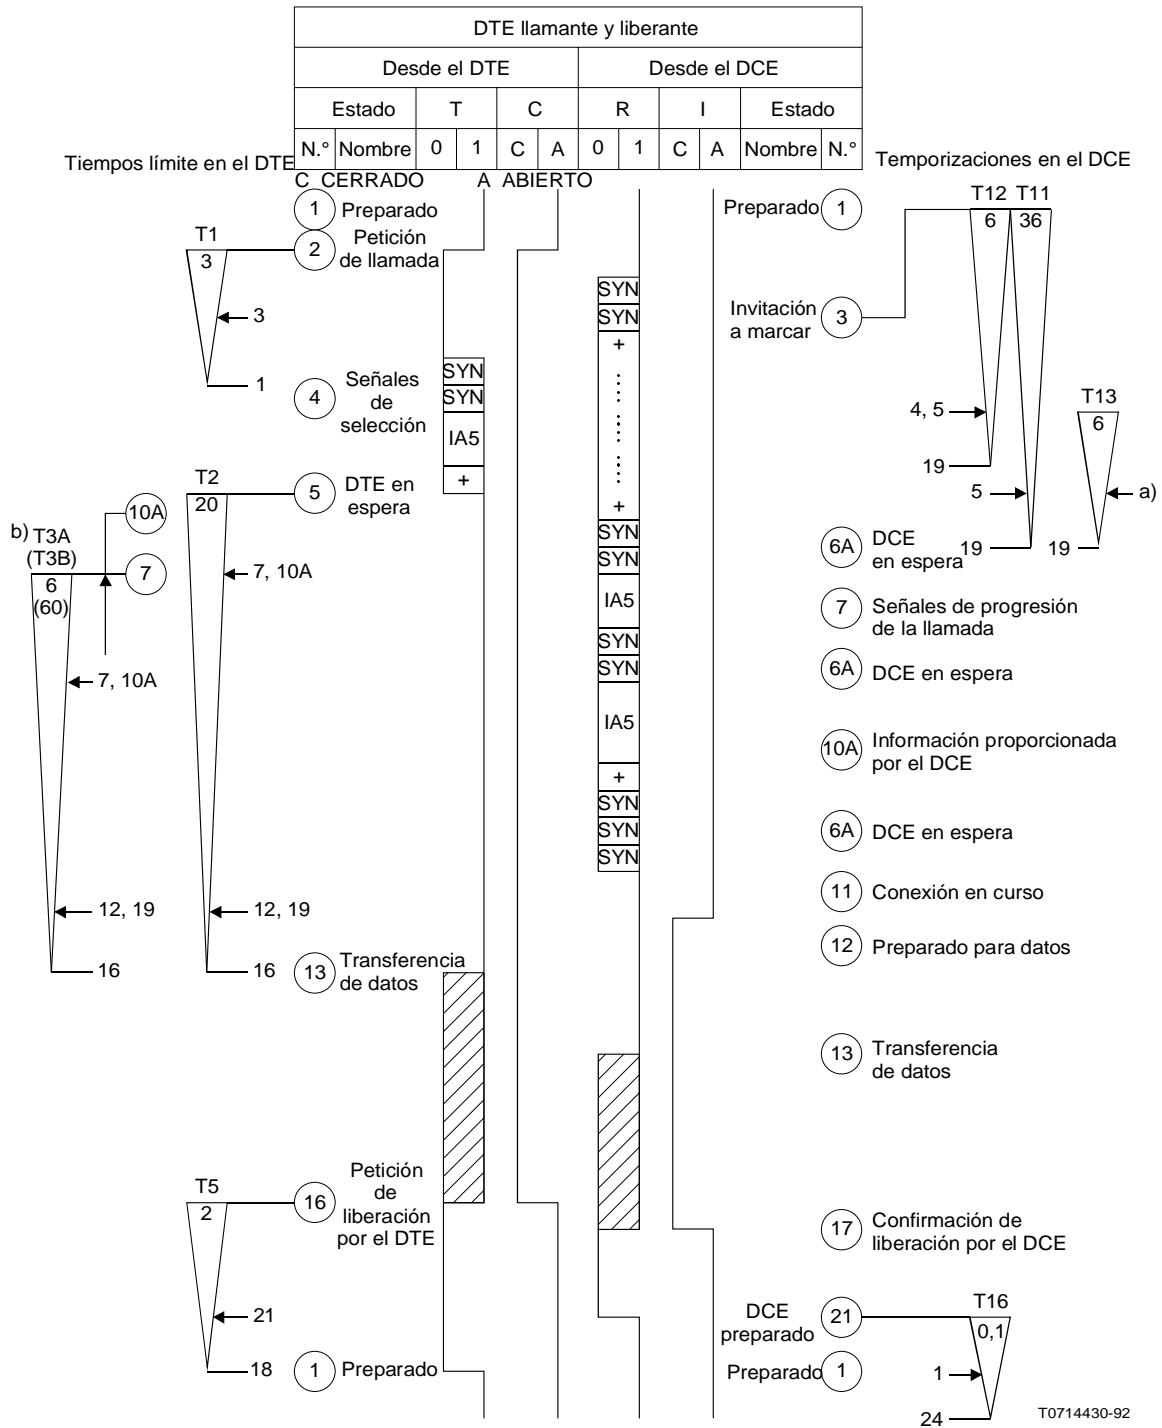 DTE llamante y liberante
Desde el DTE Desde el DCE
Estado T C R I Estado
N.° Nombre 0 1 C A 0 1 C A Nombre N.°
Tiempos límite en el DTE
Temporizaciones en el DCE
C CERRADO A ABIERTO
1 Preparado
Preparado 1
T12 T11
6 36
T1
3
2 Petición
de llamada
SYN
SYN
+
Invitación
a marcar
3
3
1
4 Señales
de
selección
SYN
SYN
IA5
+
4, 5
19
T13
6
a)
5
19
19
T2
20
5 DTE en
espera
+
10A
b) T3A
(T3B)
6
(60)
7
7, 10A
7, 10A
SYN
SYN
IA5
SYN
SYN
IA5
+
SYN
SYN
SYN
6A DCE
en espera
7 Señales de progresión
de la llamada
6A DCE en espera
10A Información proporcionada
por el DCE
6A DCE en espera
11 Conexión en curso
12 Preparado para datos
12, 19
12, 19
16
16
13 Transferencia
de datos
13 Transferencia
de datos
T5
2
16 Petición
de
liberación
por el DTE
17 Confirmación de
liberación por el DCE
21
18
1 Preparado
DCE
preparado
21
T16
0,1
Preparado 1
1
24
T0714430-92